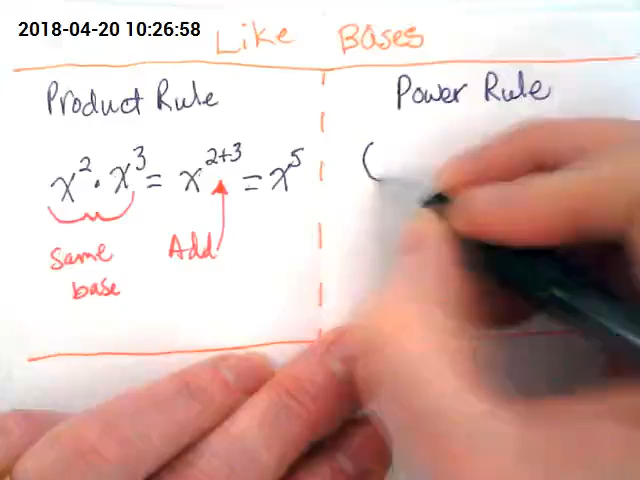 2018-04-20 10:26:58
Like Bases
Product Rule
x² · x³ = x²⁺³ = x⁵
Same
base
Add
Power Rule
(